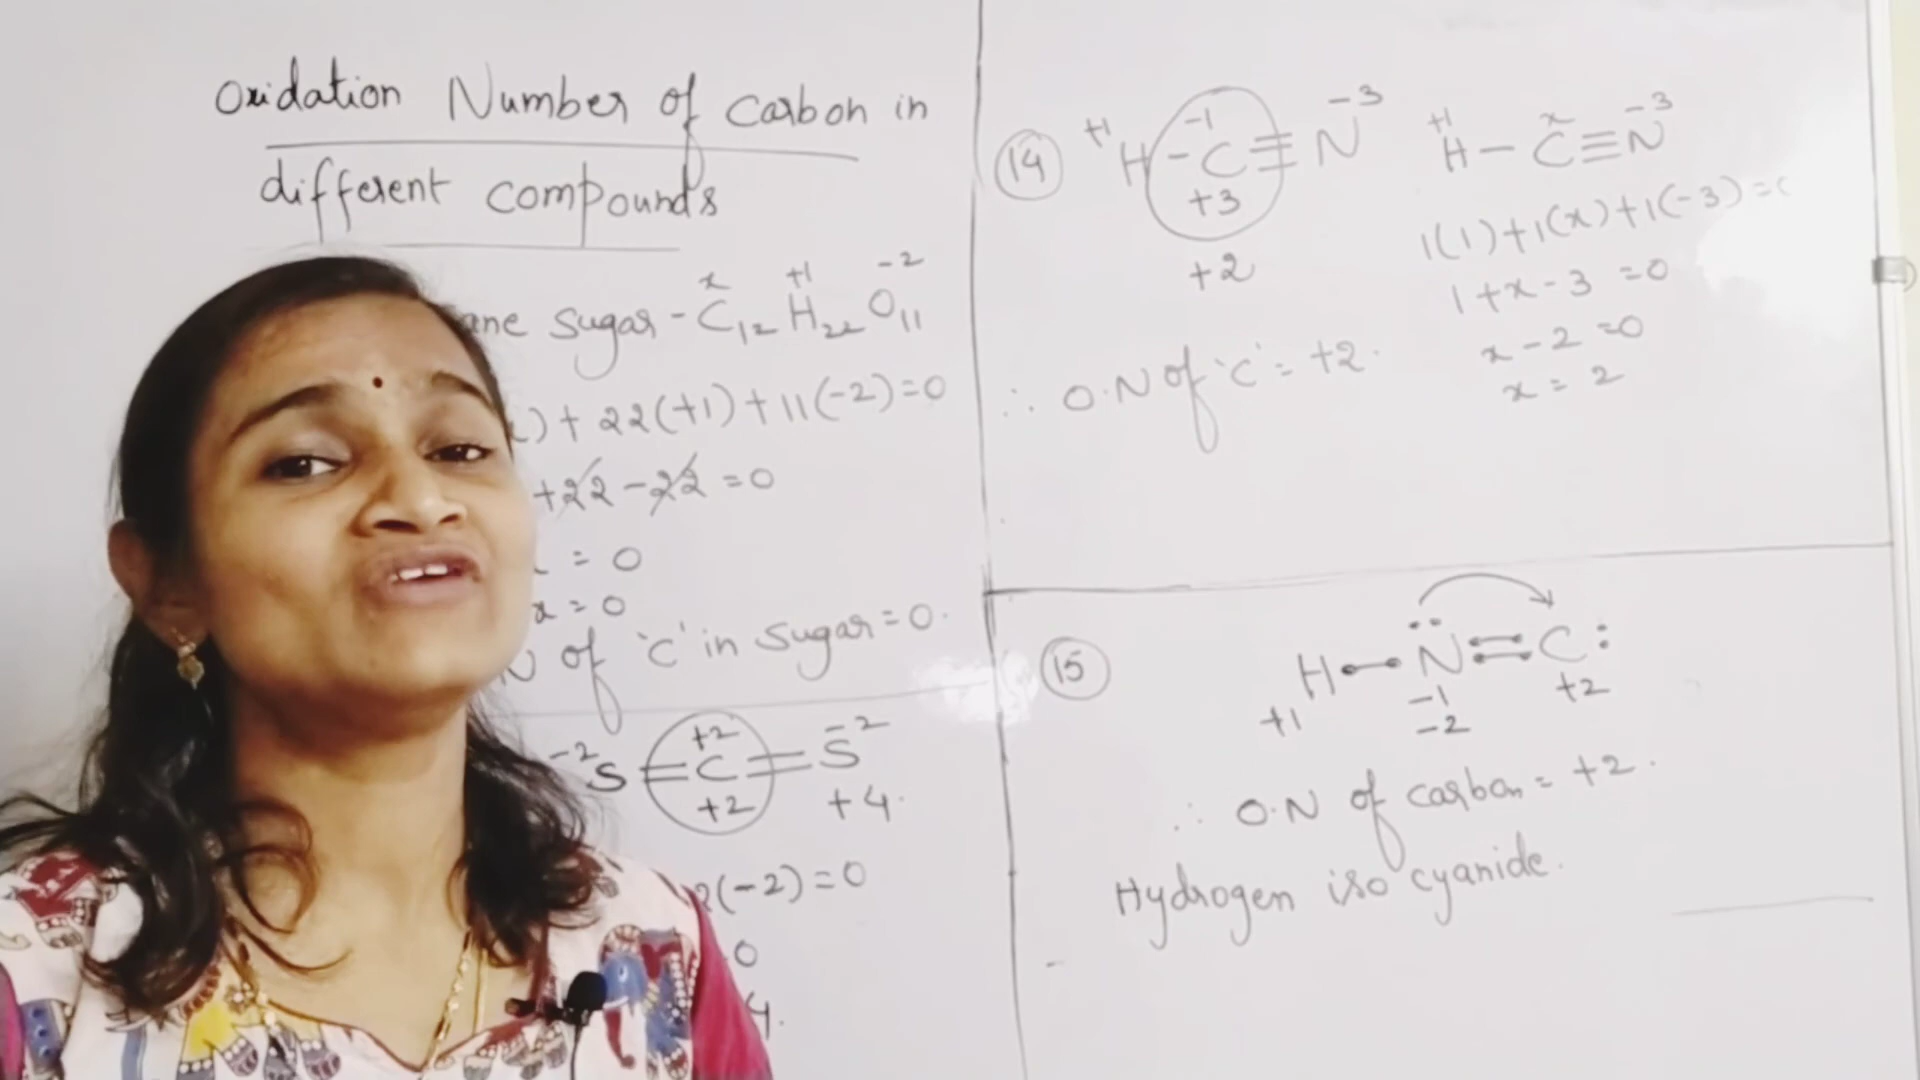 Oxidation Number of Carbon in
different compounds
ane sugar - C12 H22 O11
x +1 -2
) + 22(+1) + 11(-2) = 0
+22 - 22 = 0
= 0
x = 0
N of 'C' in sugar = 0.
-2 +2 -2
S = C = S
+2 +4.
2(-2) = 0
0
4.
14
+1 -1 -3
H - C ≡ N
+3
+2
∴ O.N of 'C' = +2.
+1 x -3
H - C ≡ N
1(1) + 1(x) + 1(-3) = 0
1 + x - 3 = 0
x - 2 = 0
x = 2
15
H - N = C :
+1 -1 +2
-2
∴ O.N of carbon = +2.
Hydrogen iso cyanide.